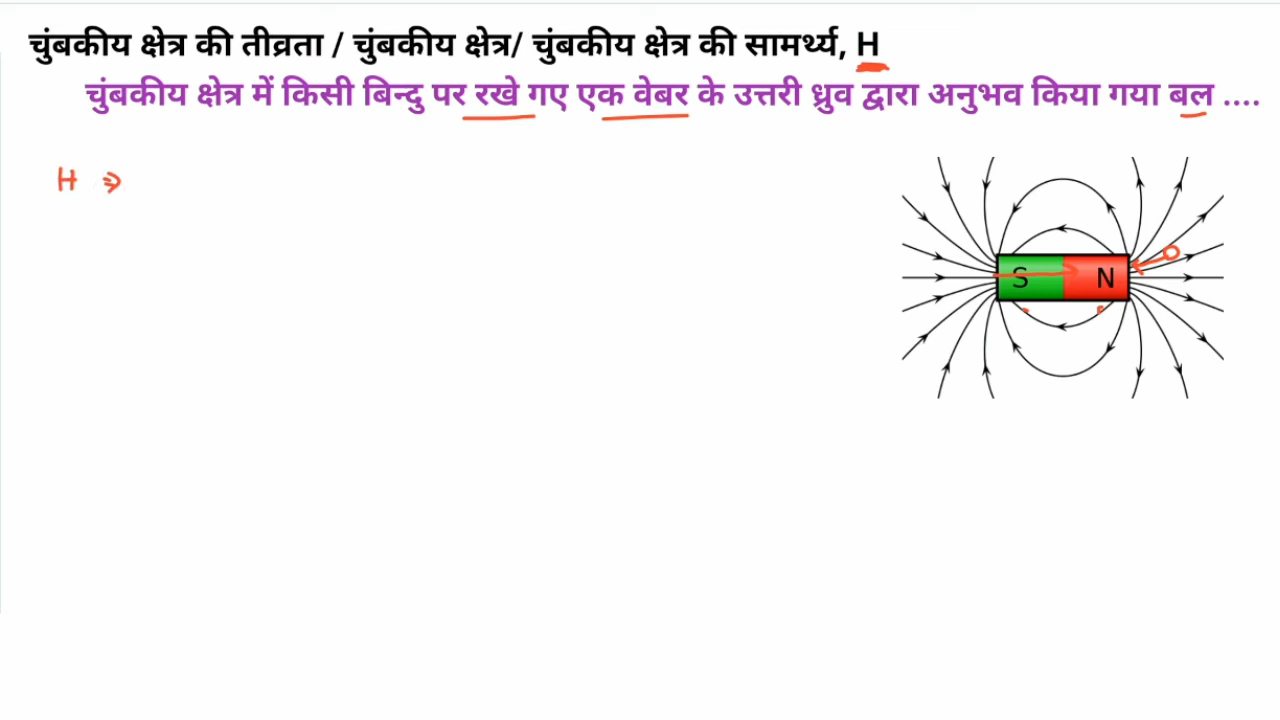 चुंबकीय क्षेत्र की तीव्रता / चुंबकीय क्षेत्र/ चुंबकीय क्षेत्र की सामर्थ्य, H
चुंबकीय क्षेत्र में किसी बिन्दु पर रखे गए एक वेबर के उत्तरी ध्रुव द्वारा अनुभव किया गया बल ....
H ⇒
S N